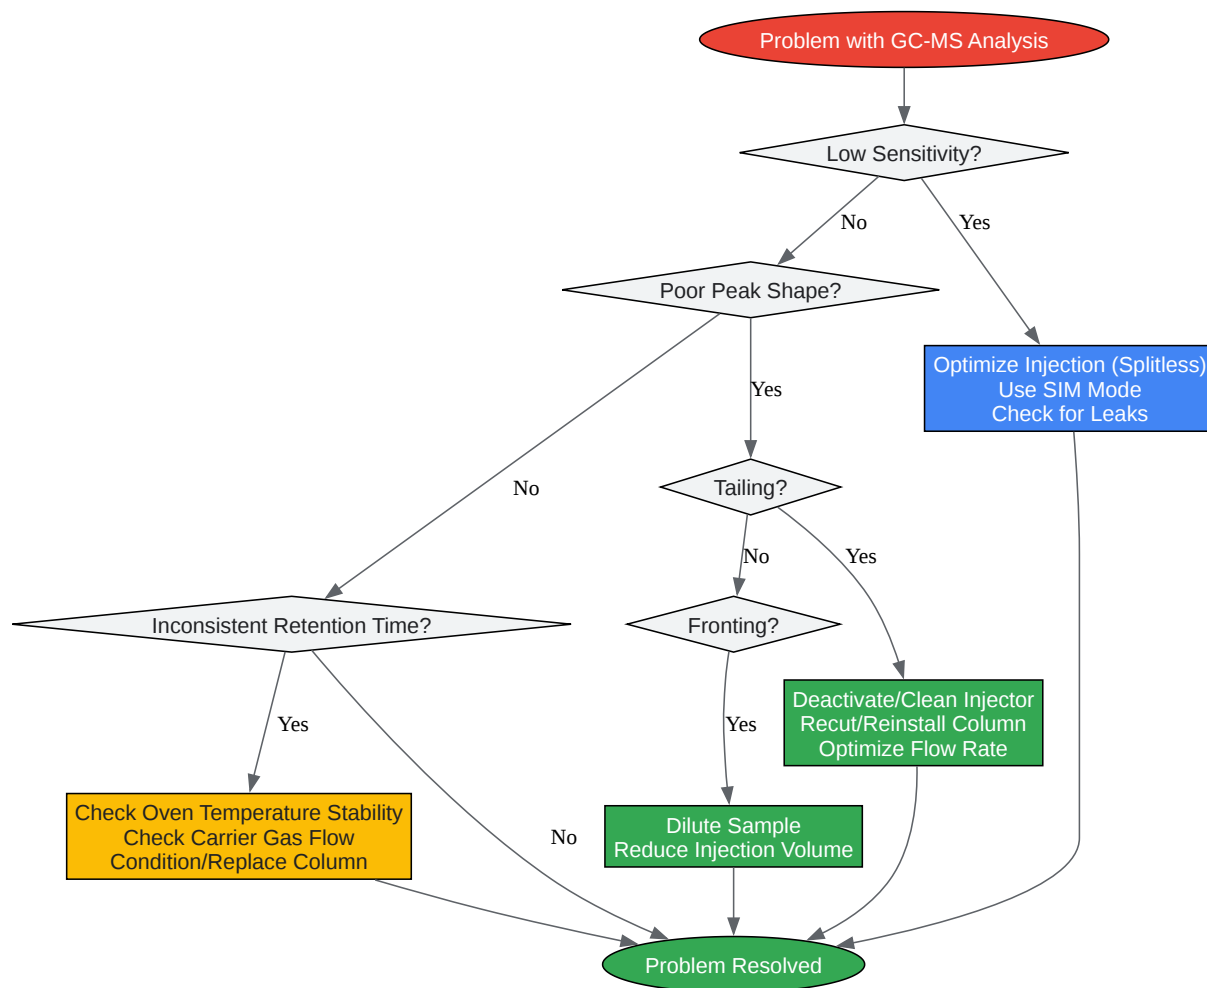 Problem with GC-MS Analysis
Low Sensitivity?
No
Yes
Poor Peak Shape?
Optimize Injection (Splitless)
Use SIM Mode
Check for Leaks
Yes
No
Tailing?
No
Yes
Inconsistent Retention Time?
Fronting?
Deactivate/Clean Injector
Recut/Reinstall Column
Optimize Flow Rate
Yes
Yes
Check Oven Temperature Stability
Check Carrier Gas Flow
Condition/Replace Column
No
Dilute Sample
Reduce Injection Volume
Problem Resolved